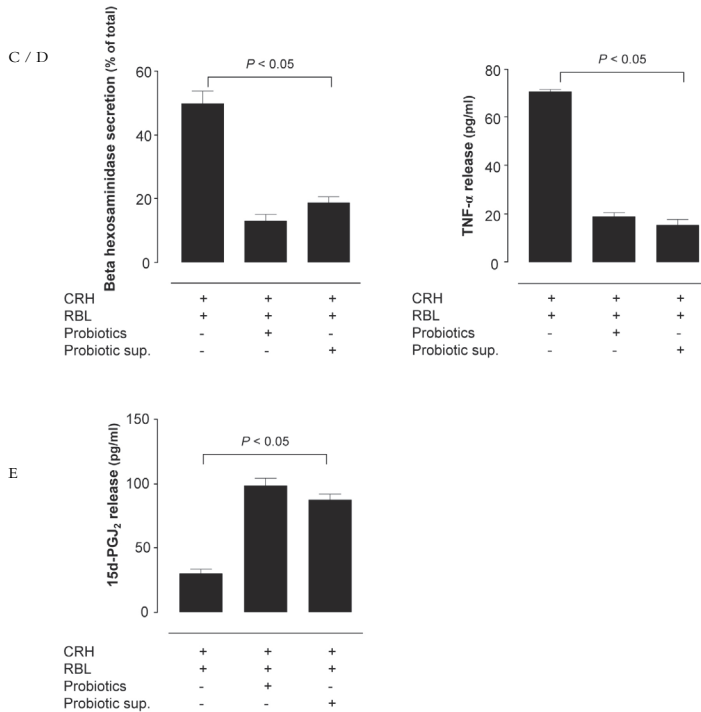 C / D
Beta hexosaminidase secretion (% of total)
60
40
20
0
P < 0.05
CRH + + +
RBL + + +
Probiotics - + -
Probiotic sup. - - +
TNF-α release (pg/ml)
80
60
40
20
0
P < 0.05
CRH + + +
RBL + + +
Probiotics - + -
Probiotic sup. - - +
E
15d-PGJ₂ release (pg/ml)
150
100
50
0
P < 0.05
CRH + + +
RBL + + +
Probiotics - + -
Probiotic sup. - - +